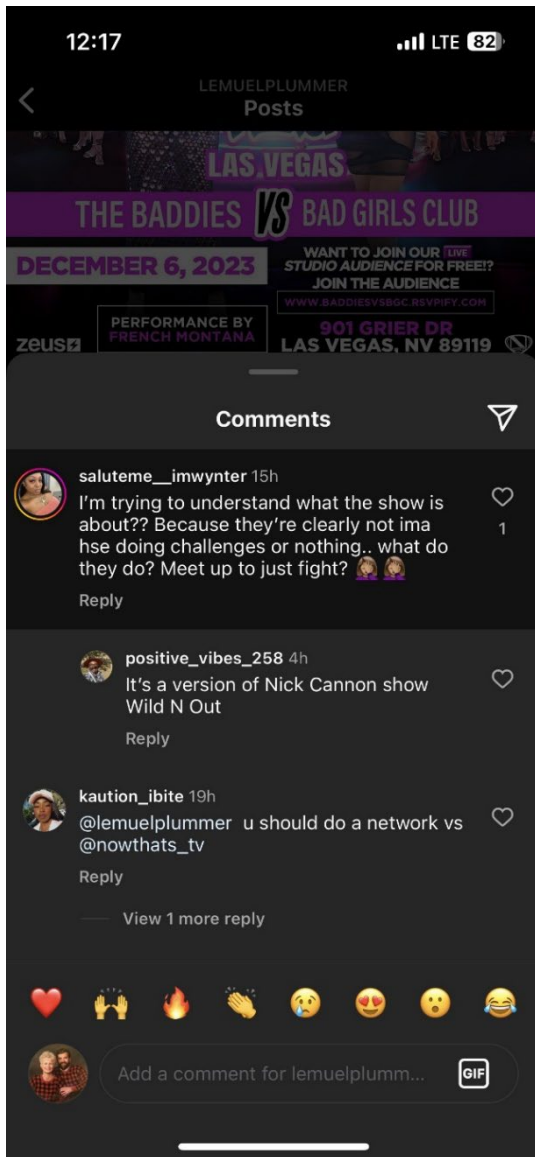 12:17
LTE 82
LEMUELPLUMMER
Posts
LAS VEGAS
THE BADDIES VS BAD GIRLS CLUB
DECEMBER 6, 2023
WANT TO JOIN OUR LIVE
STUDIO AUDIENCE FOR FREE!?
JOIN THE AUDIENCE
WWW.BADDIESVSBGC.RSVPIFY.COM
PERFORMANCE BY
FRENCH MONTANA
901 GRIER DR
LAS VEGAS, NV 89119
zeus
Comments
saluteme__imwynter 15h
I'm trying to understand what the show is
about?? Because they're clearly not ima
hse doing challenges or nothing.. what do
they do? Meet up to just fight? 🤦🏽‍♀️ 🤦🏽‍♀️
1
Reply
positive_vibes_258 4h
It's a version of Nick Cannon show
Wild N Out
Reply
kaution_ibite 19h
@lemuelplummer u should do a network vs
@nowthats_tv
Reply
View 1 more reply
❤️ 🙌 🔥 👏 😢 😍 😮 😂
Add a comment for lemuelplumm...
GIF